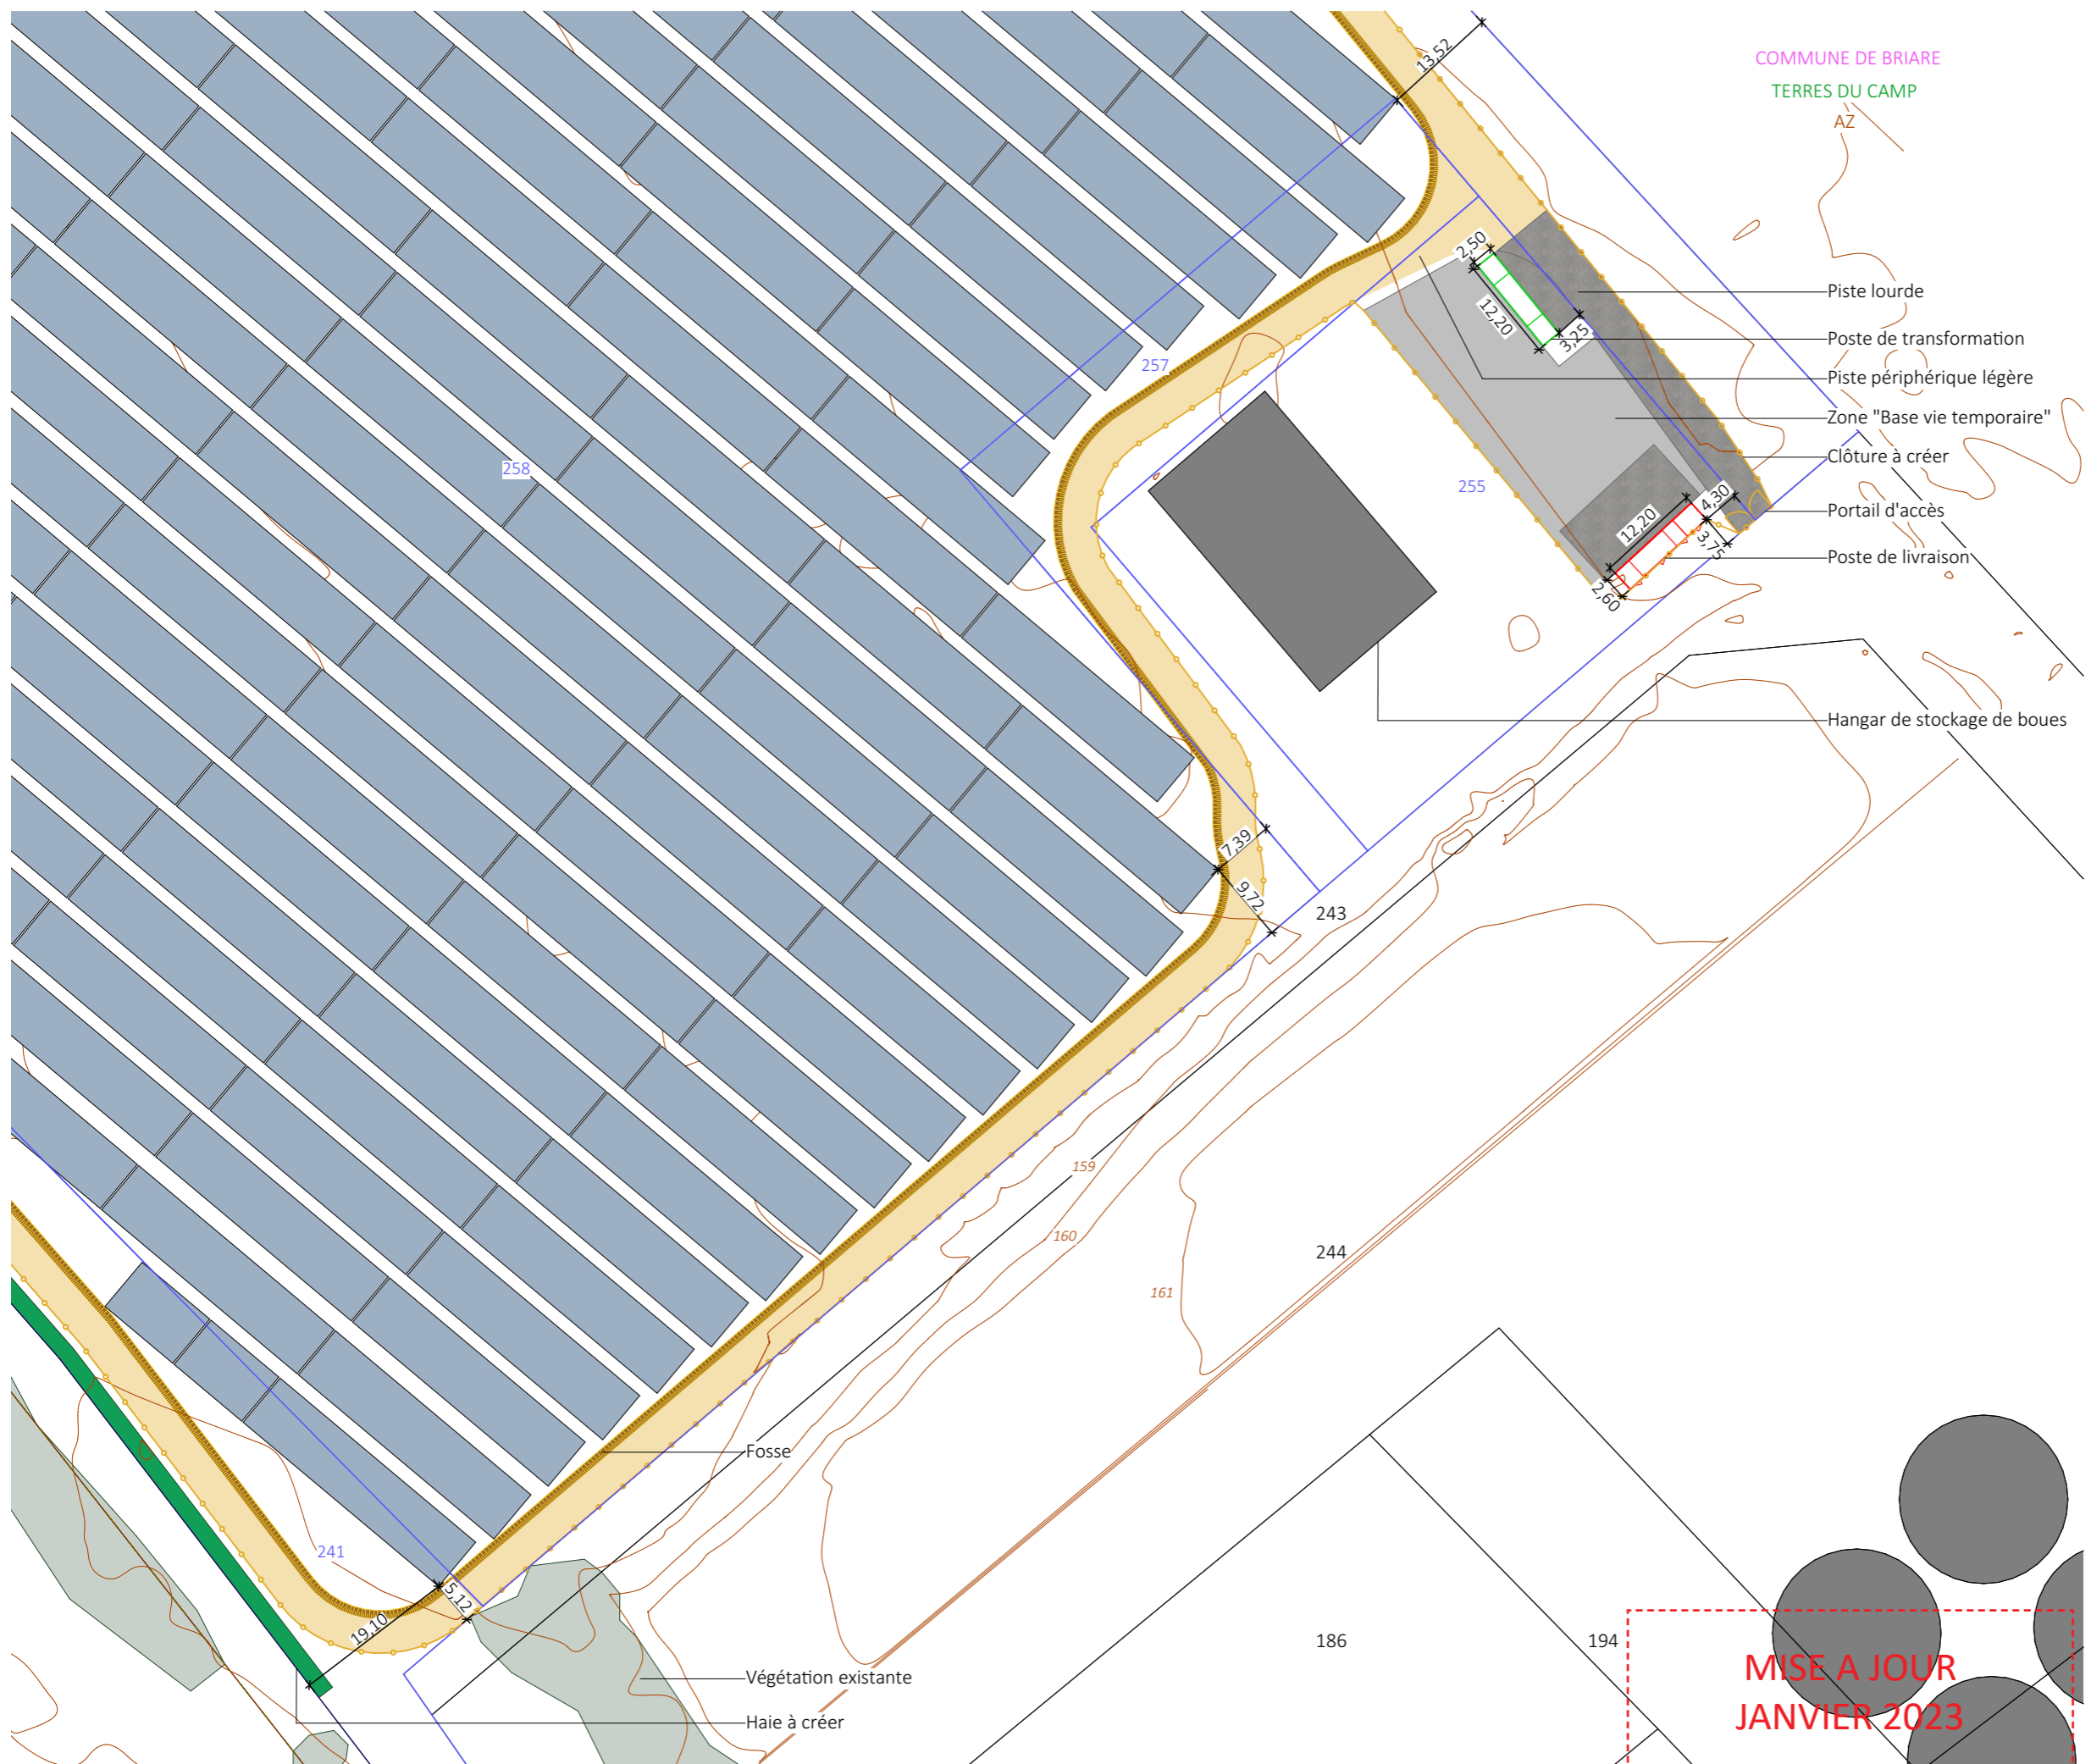 13,52
COMMUNE DE BRIARE
TERRES DU CAMP
AZ
2,50
Piste lourde
12,20
3,25
Poste de transformation
257
Piste périphérique légère
Zone "Base vie temporaire"
Clôture à créer
258
255
4,30
Portail d'accès
12,20
3,75
Poste de livraison
2,60
Hangar de stockage de boues
7,39
9,72
243
159
160
244
161
Fosse
241
5,12
19,10
186
194
MISE A JOUR
JANVIER 2023
Végétation existante
Haie à créer